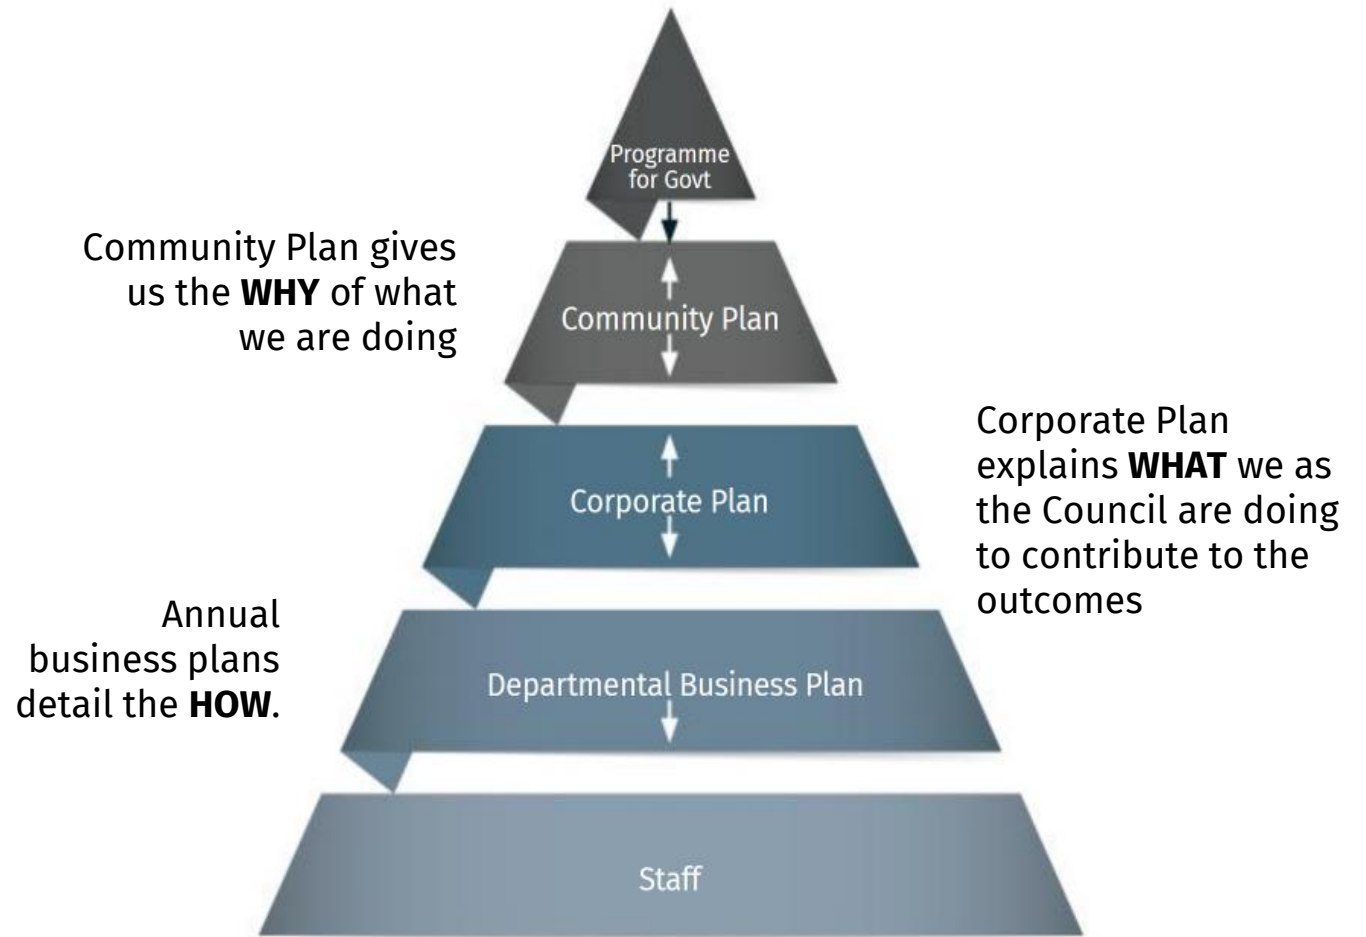 Programme
for Govt
Community Plan gives
us the WHY of what
we are doing
Community Plan
Corporate Plan
explains WHAT we as
the Council are doing
to contribute to the
outcomes
Corporate Plan
Annual
business plans
detail the HOW.
Departmental Business Plan
Staff